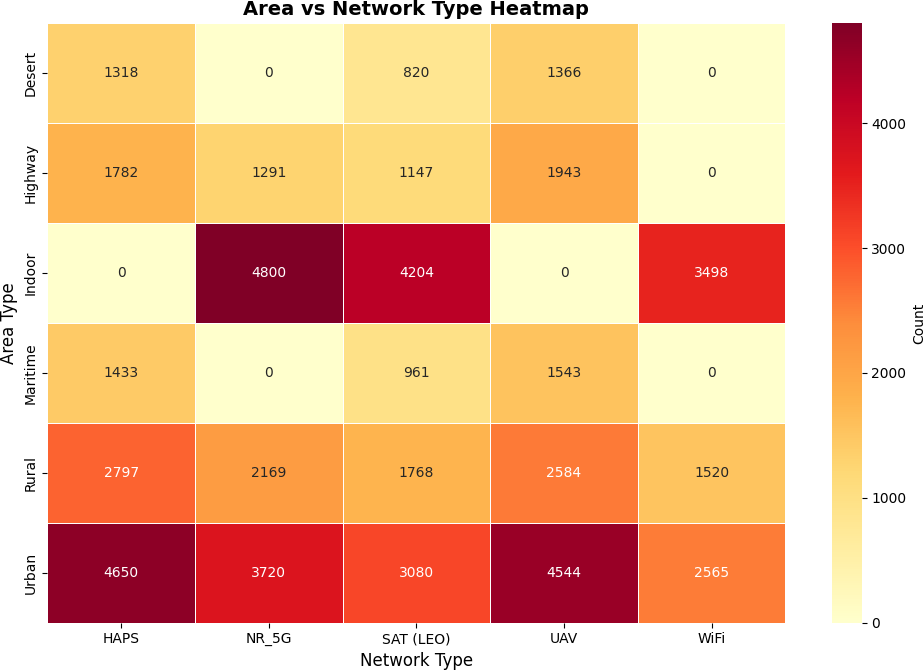 Area vs Network Type Heatmap
Area Type
Desert 1318 0 820 1366 0
Highway 1782 1291 1147 1943 0
Indoor 0 4800 4204 0 3498
Maritime 1433 0 961 1543 0
Rural 2797 2169 1768 2584 1520
Urban 4650 3720 3080 4544 2565
HAPS NR_5G SAT (LEO) UAV WiFi
Network Type
4000
3000
2000
1000
0
Count